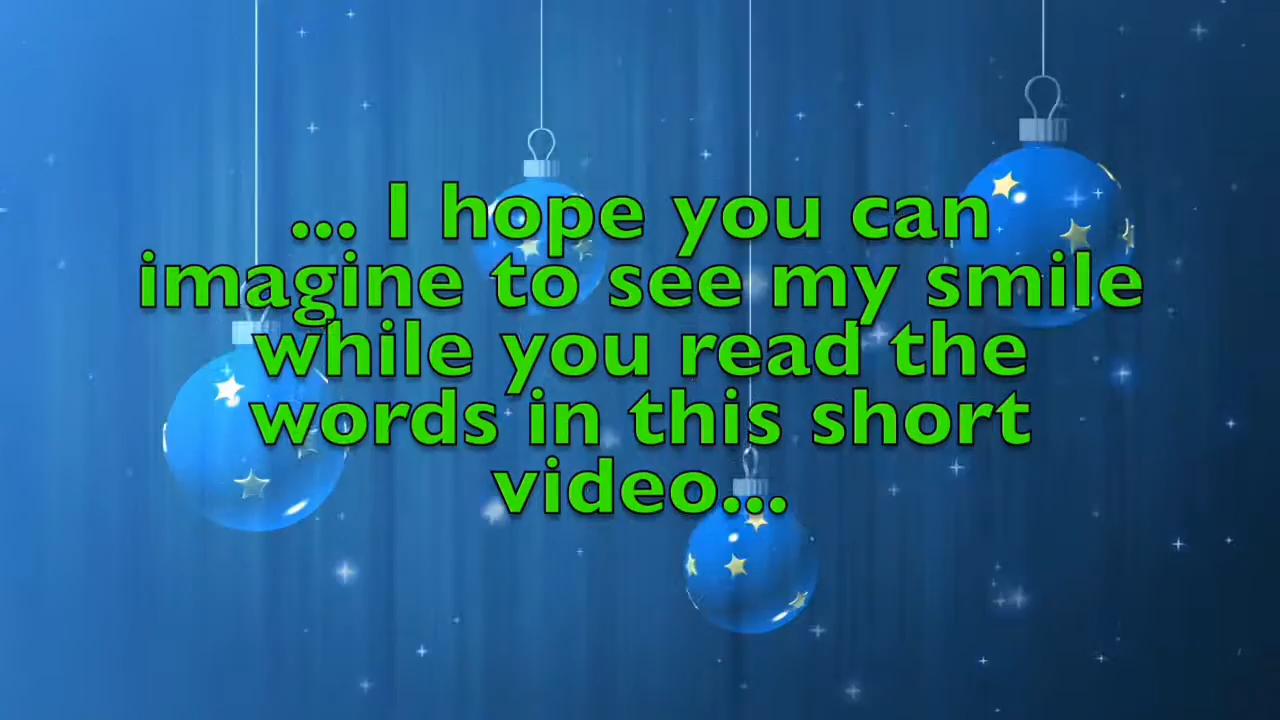 ... I hope you can
imagine to see my smile
while you read the
words in this short
video...